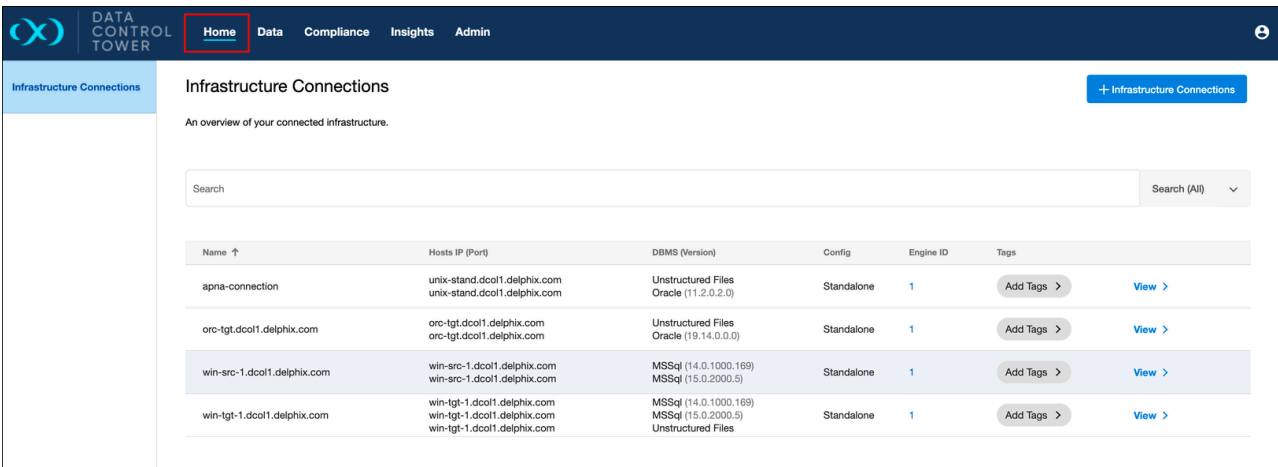 DATA
CONTROL
TOWER
Home Data Compliance Insights Admin
Infrastructure Connections
Infrastructure Connections
+ Infrastructure Connections
An overview of your connected infrastructure.
Search
Search (All)
Name ↑ Hosts IP (Port) DBMS (Version) Config Engine ID Tags
apna-connection unix-stand.dcol1.delphix.com Unstructured Files Standalone 1 Add Tags > View >
unix-stand.dcol1.delphix.com Oracle (11.2.0.2.0)
orc-tgt.dcol1.delphix.com orc-tgt.dcol1.delphix.com Unstructured Files Standalone 1 Add Tags > View >
orc-tgt.dcol1.delphix.com Oracle (19.14.0.0.0)
win-src-1.dcol1.delphix.com win-src-1.dcol1.delphix.com MSSql (14.0.1000.169) Standalone 1 Add Tags > View >
win-src-1.dcol1.delphix.com MSSql (15.0.2000.5)
win-tgt-1.dcol1.delphix.com MSSql (14.0.1000.169)
win-tgt-1.dcol1.delphix.com win-tgt-1.dcol1.delphix.com MSSql (15.0.2000.5) Standalone 1 Add Tags > View >
win-tgt-1.dcol1.delphix.com Unstructured Files